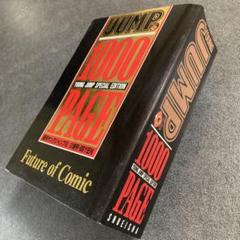 JUMP
1000
YOUNG JUMP SPECIAL EDITION
PAGE
Future of Comic
JUMP
1000
PAGE
SHUEISHA